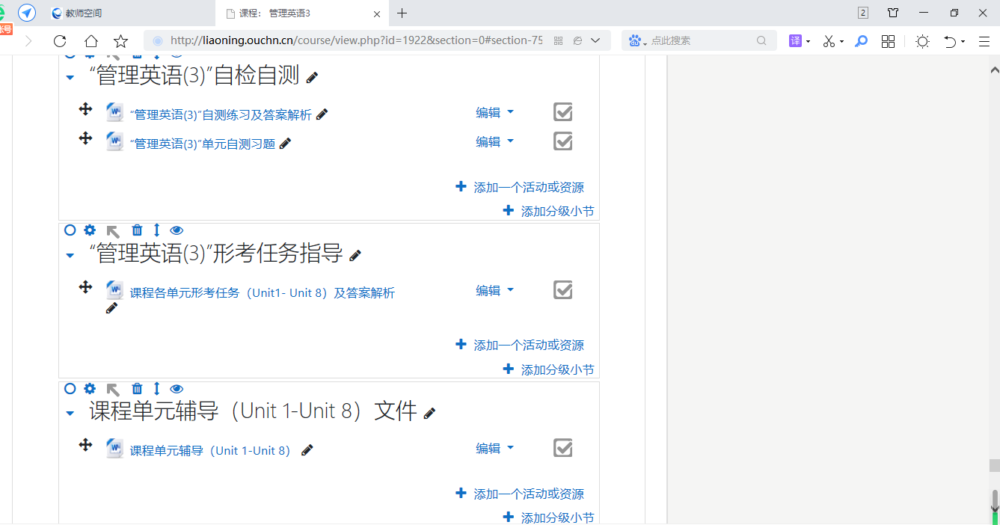 教师空间
课程： 管理英语3
2
账号
http://liaoning.ouchn.cn/course/view.php?id=1922&section=0#section-75
点此搜索
译
“管理英语(3)”自检自测
“管理英语(3)”自测练习及答案解析
编辑
“管理英语(3)”单元自测习题
编辑
添加一个活动或资源
添加分级小节
“管理英语(3)”形考任务指导
课程各单元形考任务（Unit1- Unit 8）及答案解析
编辑
添加一个活动或资源
添加分级小节
课程单元辅导（Unit 1-Unit 8）文件
课程单元辅导（Unit 1-Unit 8）
编辑
添加一个活动或资源
添加分级小节